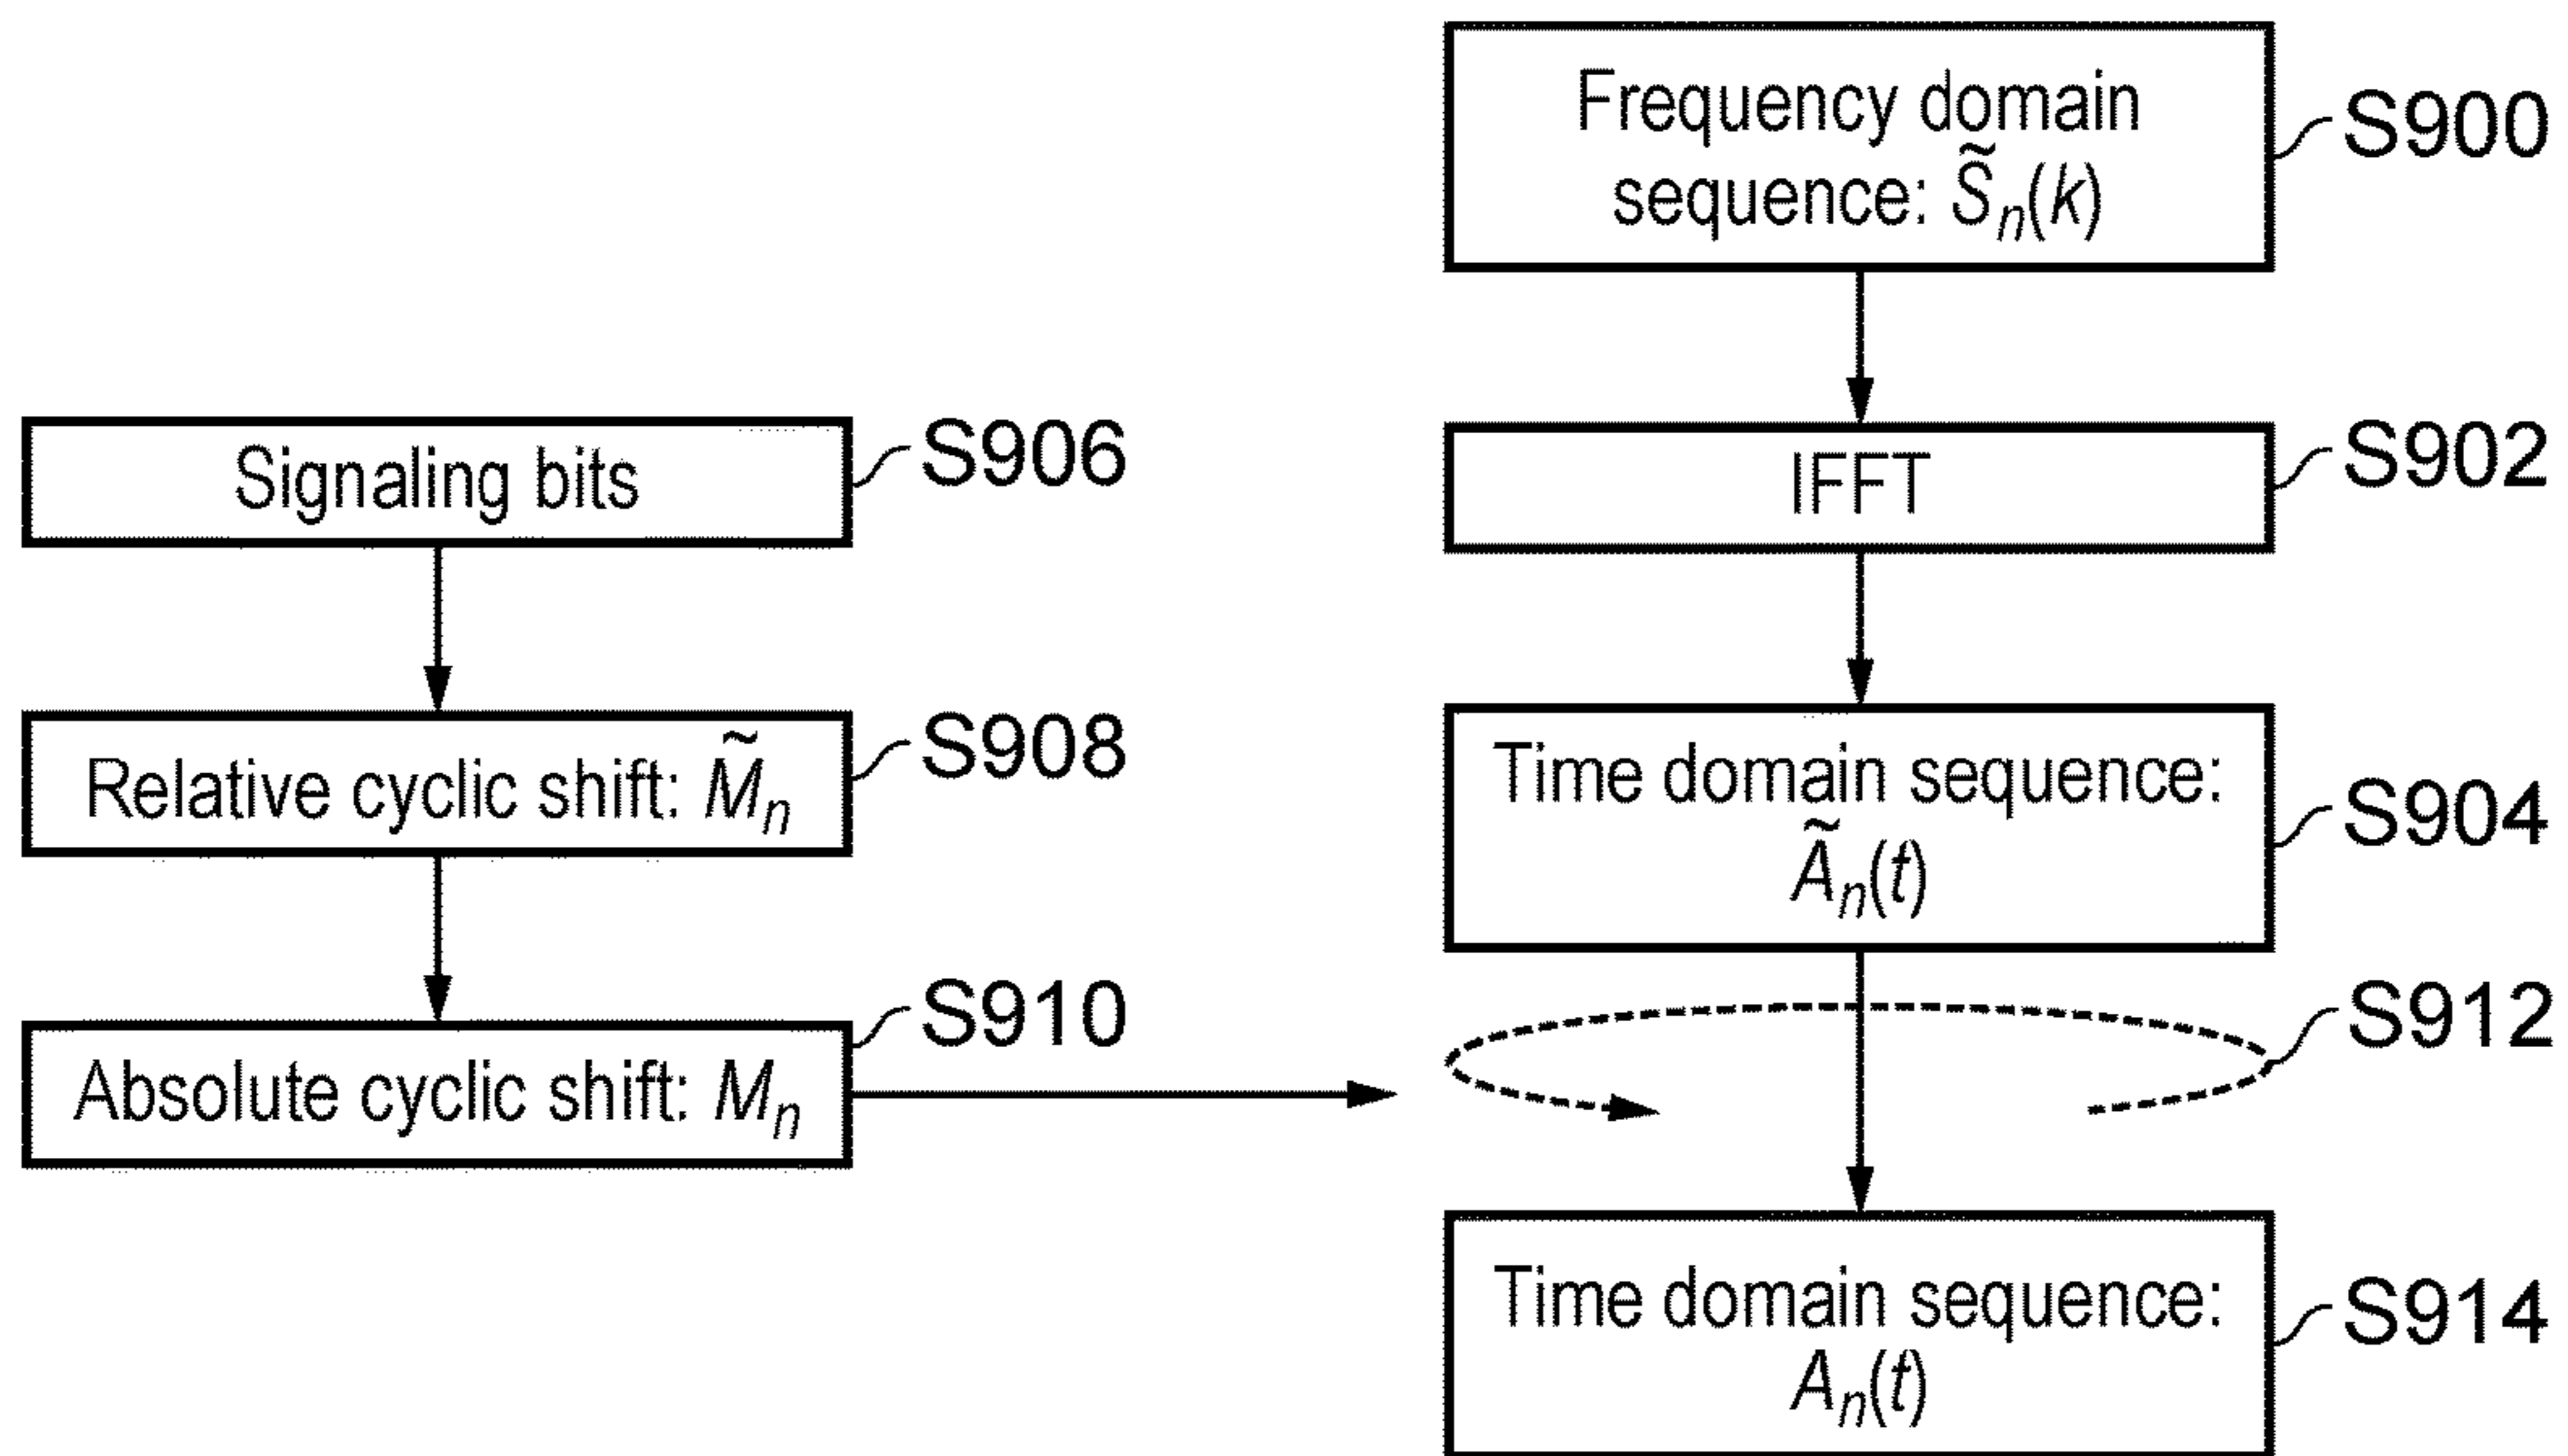 Frequency domain
sequence: S̃n(k)
S900
Signaling bits
S906
IFFT
S902
Relative cyclic shift: M̃n
S908
Time domain sequence:
Ãn(t)
S904
Absolute cyclic shift: Mn
S910
S912
Time domain sequence:
An(t)
S914